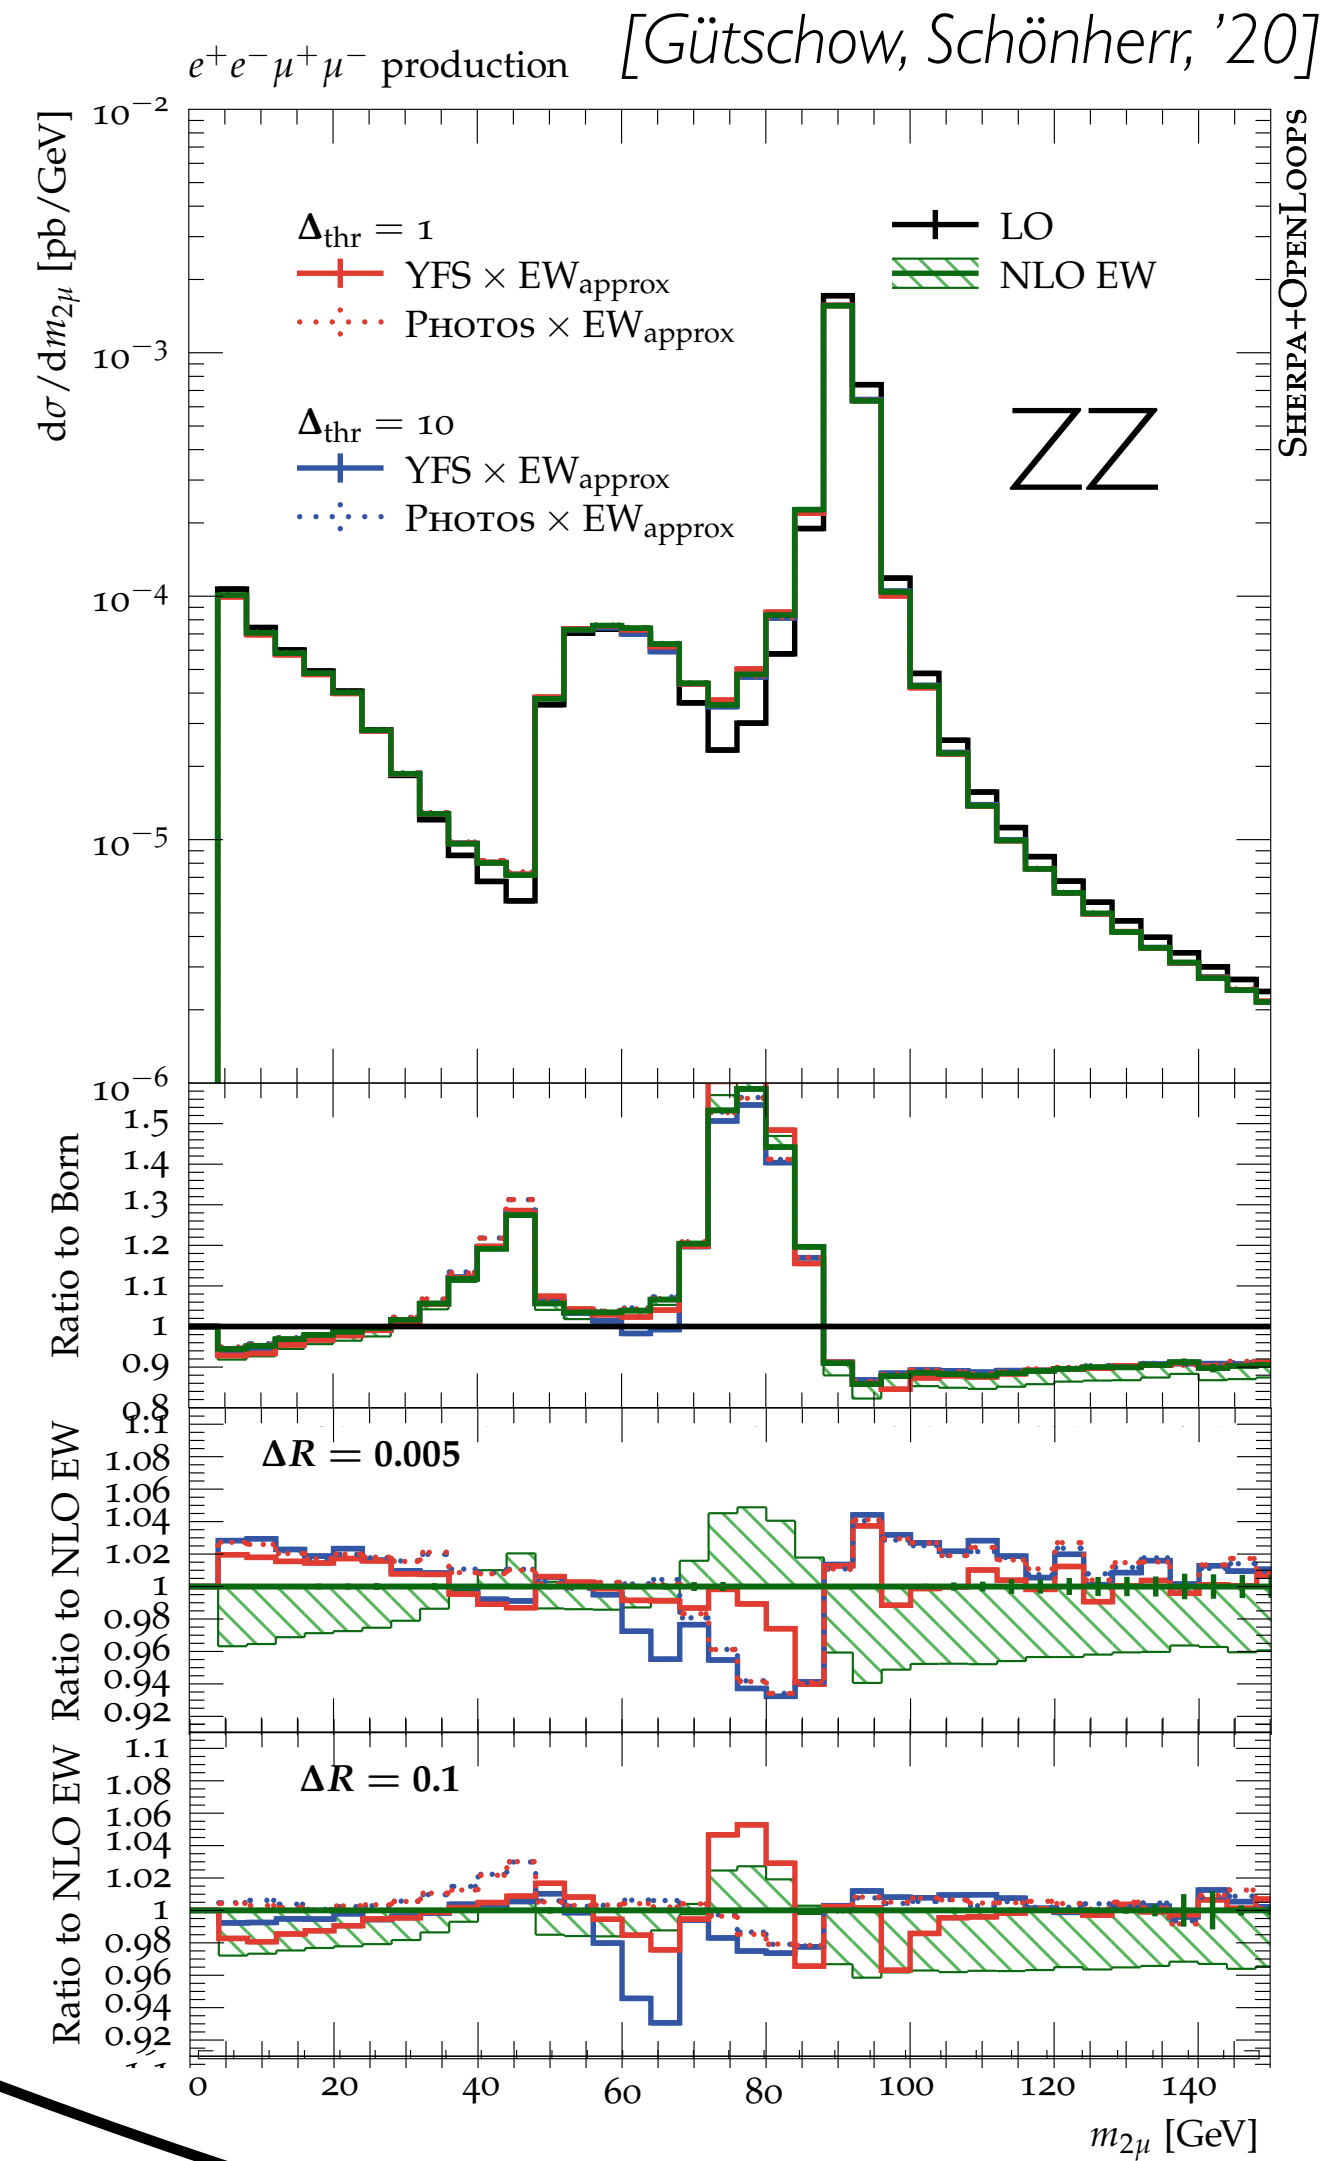 [Gütschow, Schönherr, '20]
e⁺e⁻μ⁺μ⁻ production
SHERPA+OPENLOOPS
dσ/dm₂μ [pb/GeV]
10⁻²
10⁻³
10⁻⁴
10⁻⁵
10⁻⁶
Δthr = 1
YFS × EWapprox
PHOTOS × EWapprox
Δthr = 10
YFS × EWapprox
PHOTOS × EWapprox
LO
NLO EW
ZZ
Ratio to Born
1.5
1.4
1.3
1.2
1.1
1
0.9
0.8
Ratio to NLO EW
ΔR = 0.005
1.1
1.08
1.06
1.04
1.02
1
0.98
0.96
0.94
0.92
Ratio to NLO EW
ΔR = 0.1
1.1
1.08
1.06
1.04
1.02
1
0.98
0.96
0.94
0.92
0 20 40 60 80 100 120 140
m₂μ [GeV]